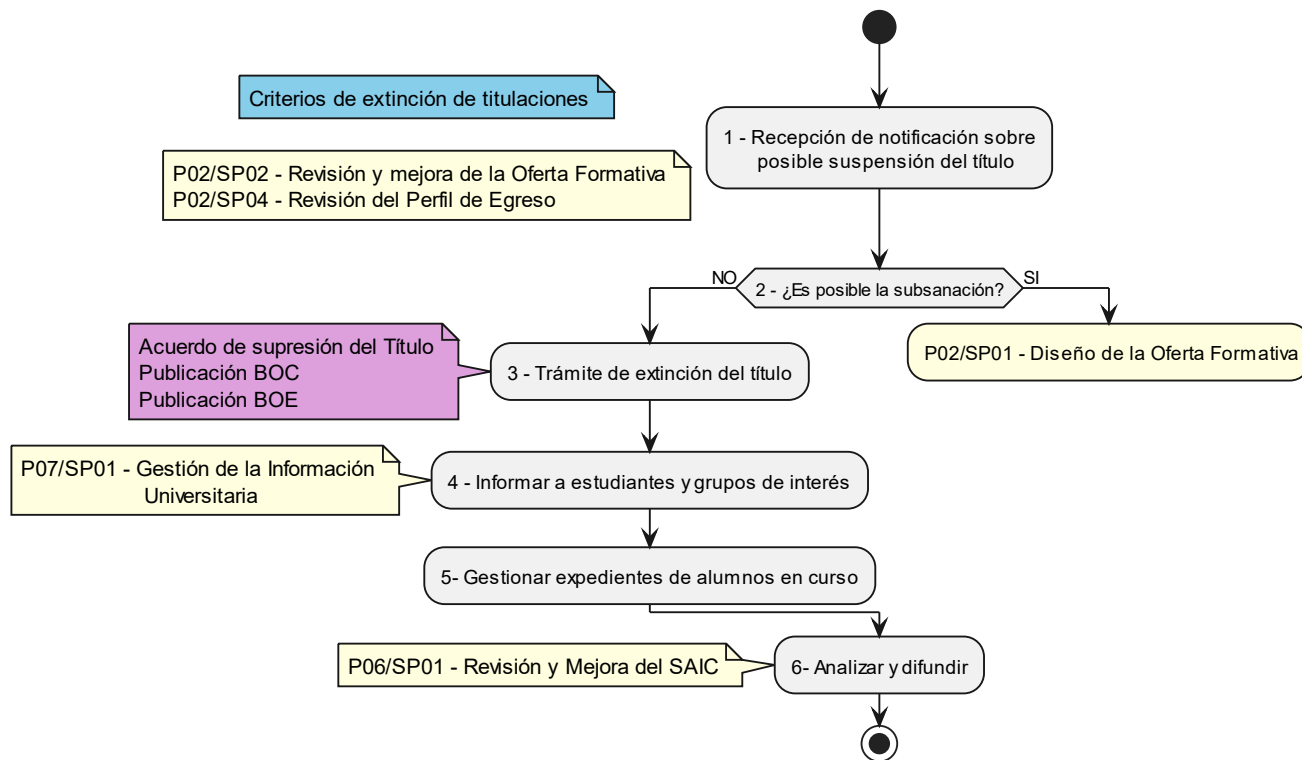 Criterios de extinción de titulaciones
1 - Recepción de notificación sobre
posible suspensión del título
P02/SP02 - Revisión y mejora de la Oferta Formativa
P02/SP04 - Revisión del Perfil de Egreso
NO
2 - ¿Es posible la subsanación?
SI
P02/SP01 - Diseño de la Oferta Formativa
Acuerdo de supresión del Título
Publicación BOC
Publicación BOE
3 - Trámite de extinción del título
P07/SP01 - Gestión de la Información
Universitaria
4 - Informar a estudiantes y grupos de interés
5- Gestionar expedientes de alumnos en curso
P06/SP01 - Revisión y Mejora del SAIC
6- Analizar y difundir